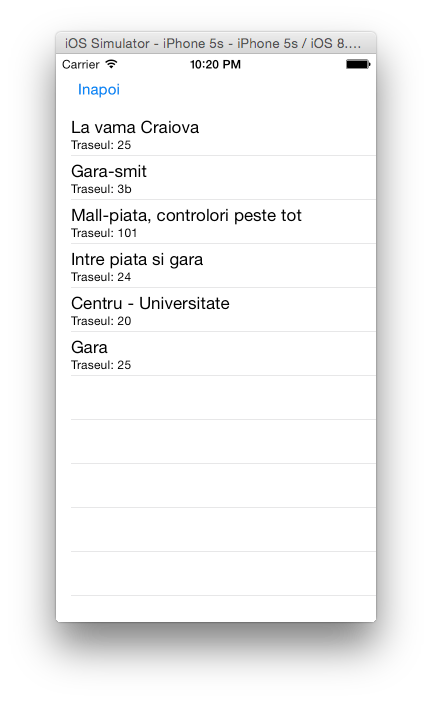 iOS Simulator - iPhone 5s - iPhone 5s / iOS 8....
Carrier 10:20 PM
Inapoi
La vama Craiova
Traseul: 25
Gara-smit
Traseul: 3b
Mall-piata, controlori peste tot
Traseul: 101
Intre piata si gara
Traseul: 24
Centru - Universitate
Traseul: 20
Gara
Traseul: 25